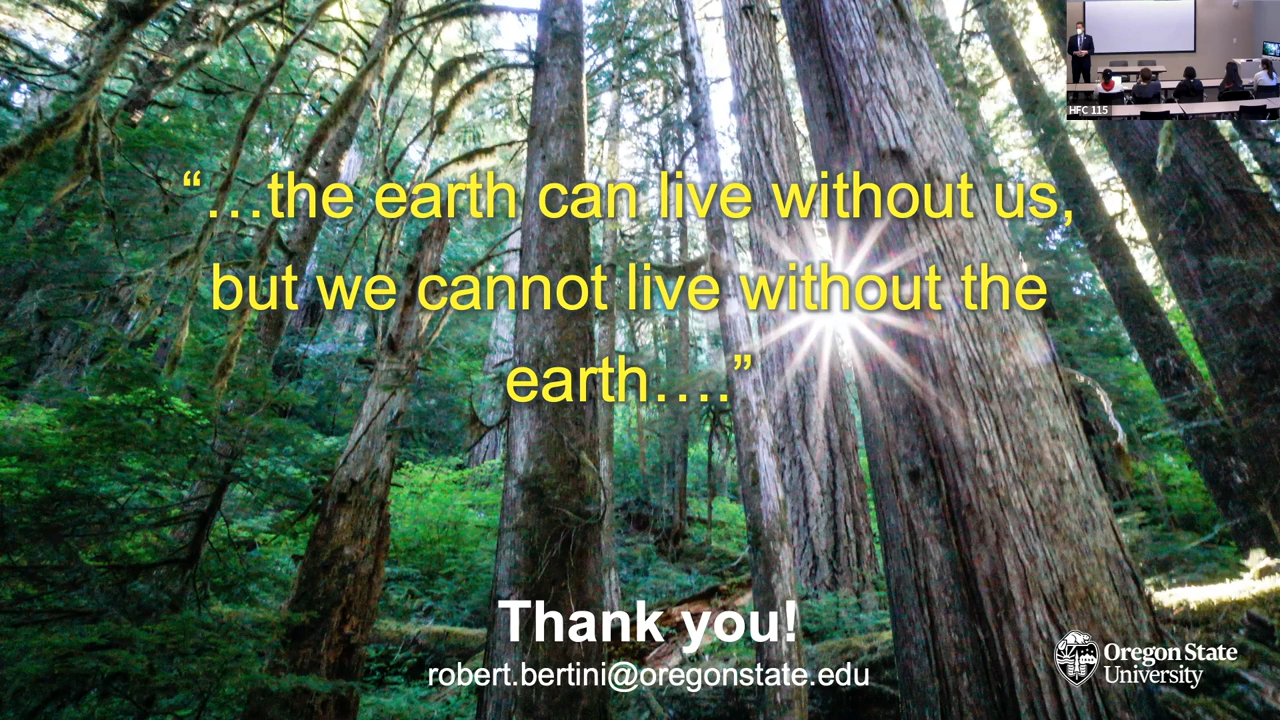 HFC 115
“…the earth can live without us,
but we cannot live without the
earth….”
Thank you!
robert.bertini@oregonstate.edu
Oregon State
University